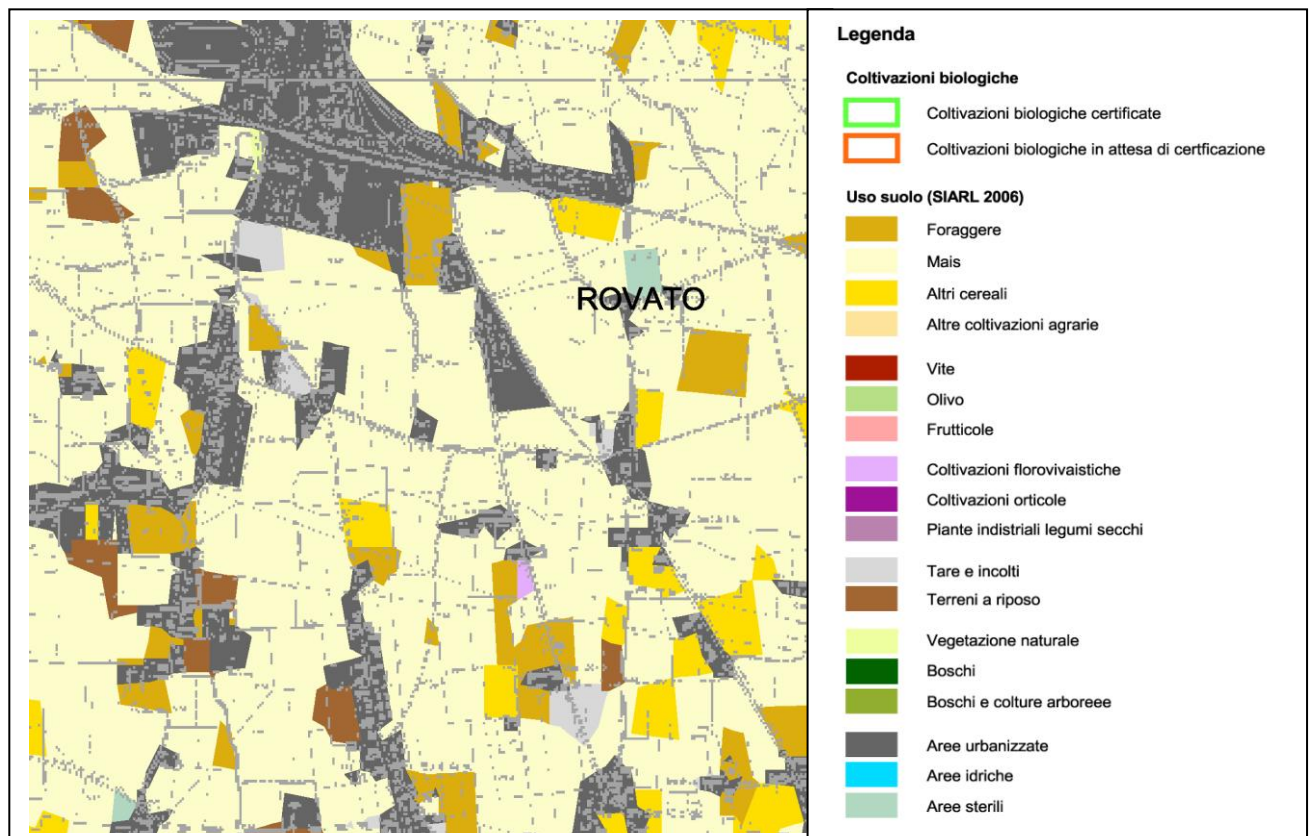 ROVATO
Legenda
Coltivazioni biologiche
Coltivazioni biologiche certificate
Coltivazioni biologiche in attesa di certficazione
Uso suolo (SIARL 2006)
Foraggere
Mais
Altri cereali
Altre coltivazioni agrarie
Vite
Olivo
Frutticole
Coltivazioni florovivaistiche
Coltivazioni orticole
Piante indistriali legumi secchi
Tare e incolti
Terreni a riposo
Vegetazione naturale
Boschi
Boschi e colture arboreee
Aree urbanizzate
Aree idriche
Aree sterili